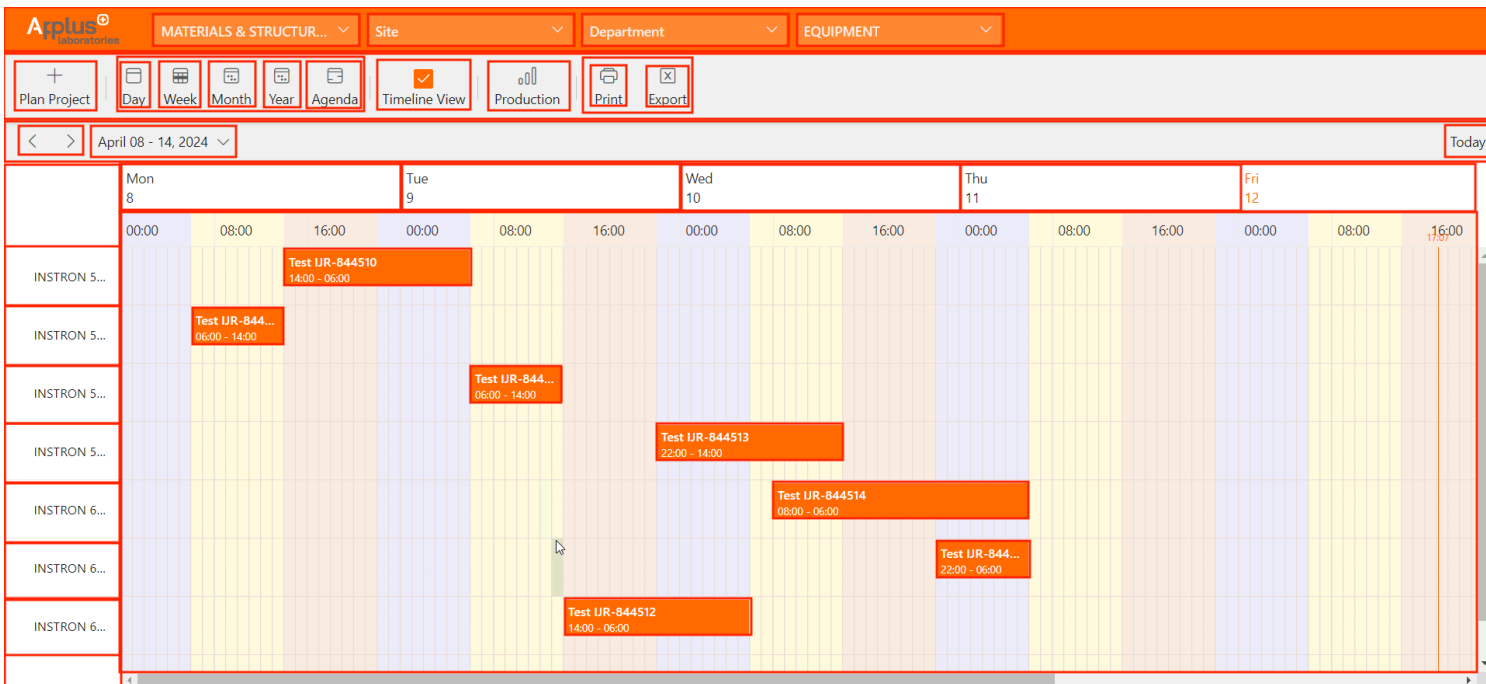 Applus+
laboratories
MATERIALS & STRUCTUR... Site Department EQUIPMENT
Plan Project Day Week Month Year Agenda Timeline View Production Print Export
April 08 - 14, 2024 Today
Mon Tue Wed Thu Fri
8 9 10 11 12
00:00 08:00 16:00 00:00 08:00 16:00 00:00 08:00 16:00 00:00 08:00 16:00 00:00 08:00 16:00
17:07
Test IJR-844510
INSTRON 5... 14:00 - 06:00
Test IJR-844...
INSTRON 5... 06:00 - 14:00
Test IJR-844...
INSTRON 5... 06:00 - 14:00
Test IJR-844513
INSTRON 5... 22:00 - 14:00
Test IJR-844514
INSTRON 6... 08:00 - 06:00
Test IJR-844...
INSTRON 6... 22:00 - 06:00
Test IJR-844512
INSTRON 6... 14:00 - 06:00